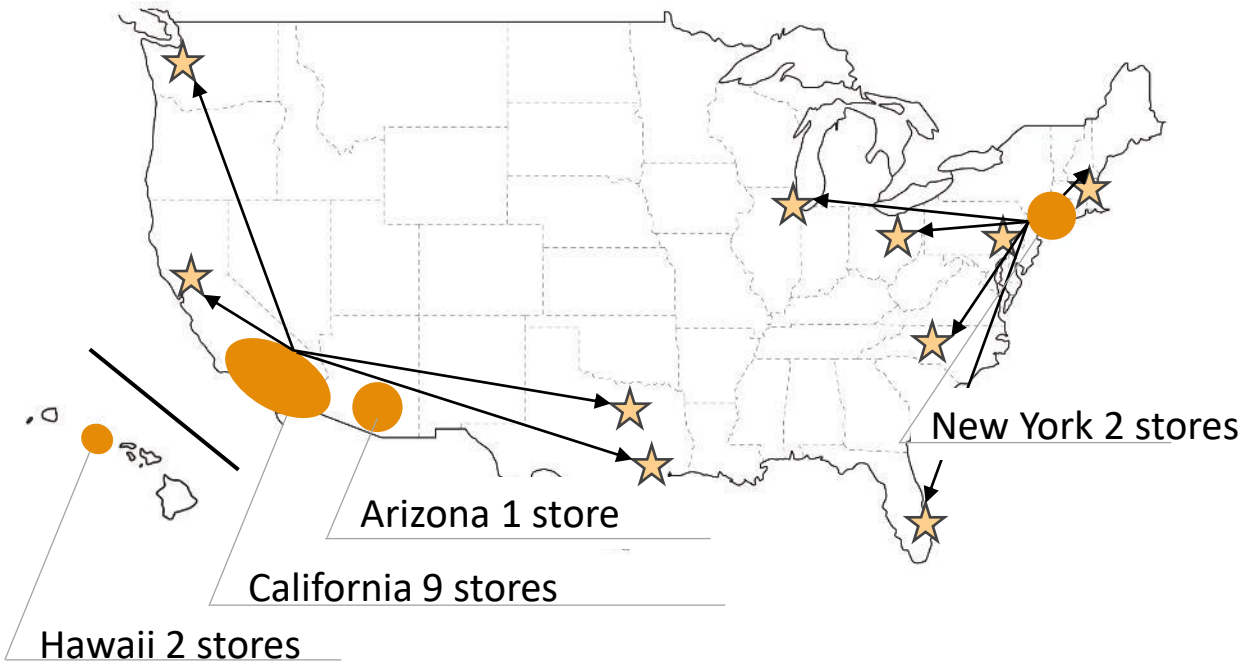 New York 2 stores
Arizona 1 store
California 9 stores
Hawaii 2 stores